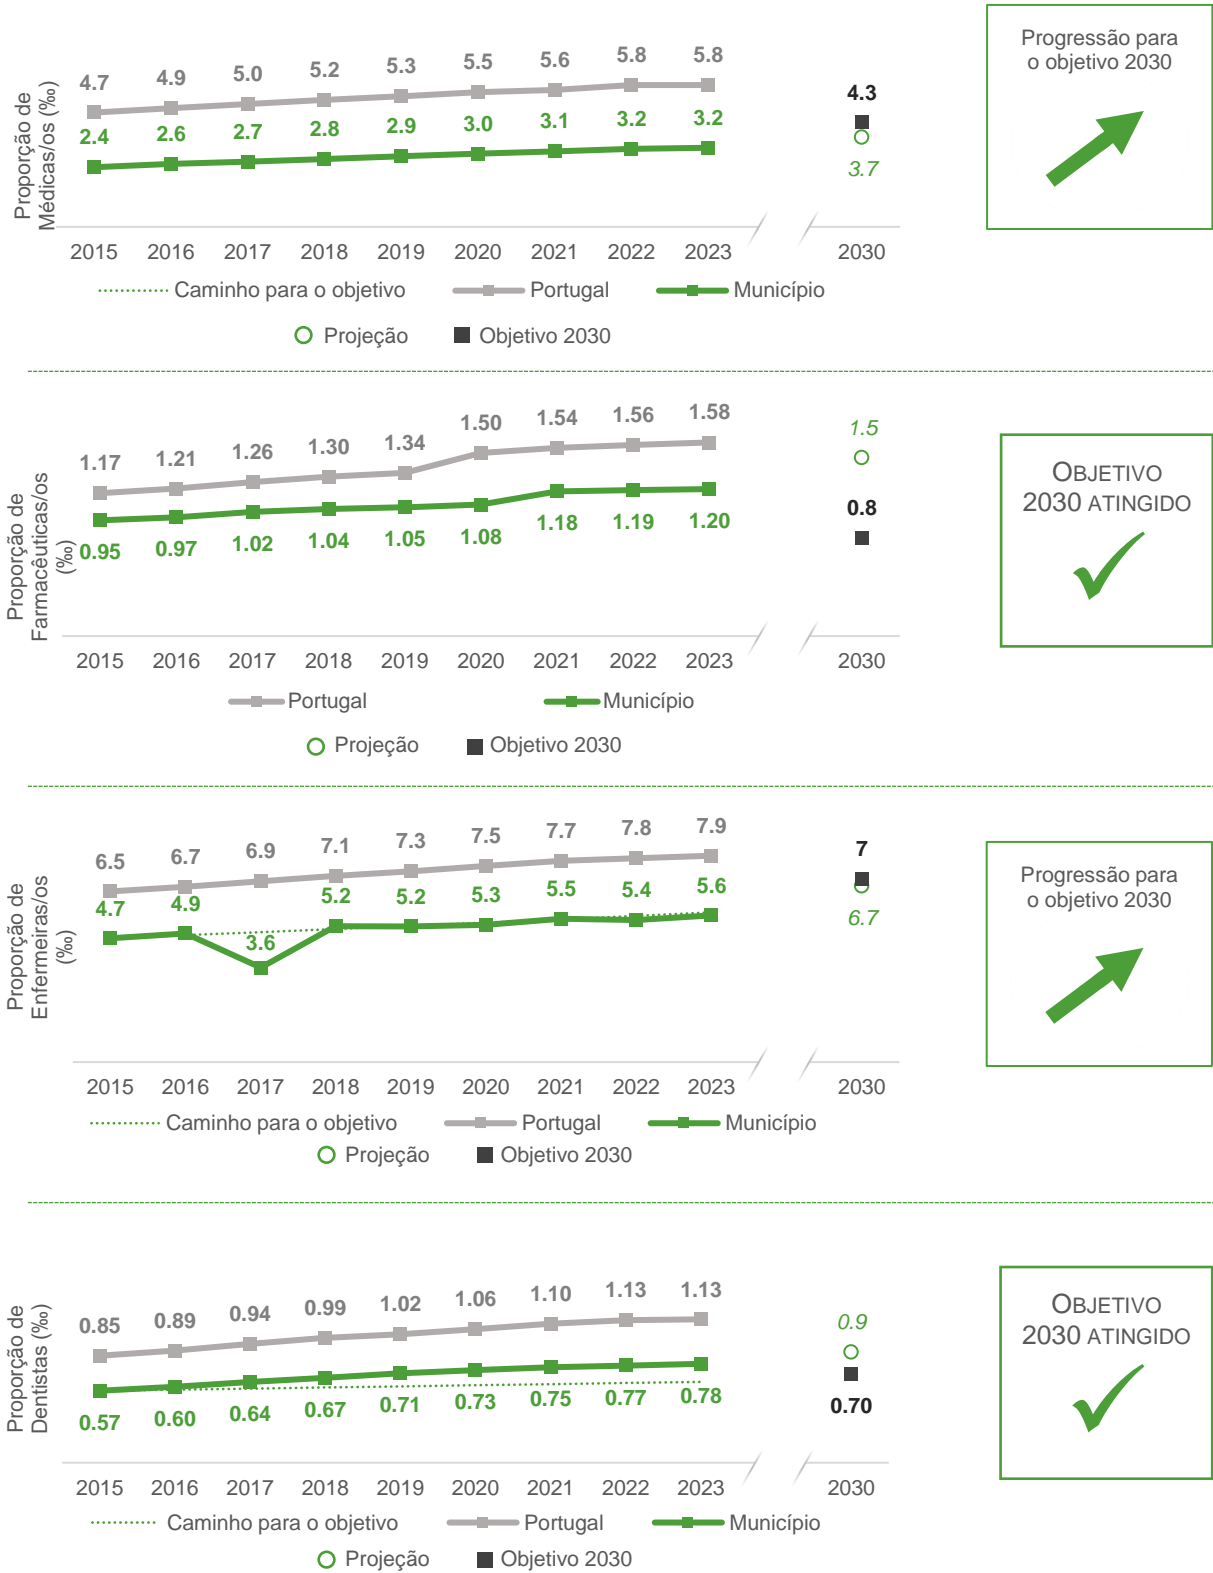 Proporção de
Médicas/os (‰)
4.7 4.9 5.0 5.2 5.3 5.5 5.6 5.8 5.8
2.4 2.6 2.7 2.8 2.9 3.0 3.1 3.2 3.2
4.3
3.7
2015 2016 2017 2018 2019 2020 2021 2022 2023 2030
Caminho para o objetivo Portugal Município
Projeção Objetivo 2030
Progressão para
o objetivo 2030
Proporção de
Farmacêuticas/os
(‰)
1.17 1.21 1.26 1.30 1.34 1.50 1.54 1.56 1.58
0.95 0.97 1.02 1.04 1.05 1.08 1.18 1.19 1.20
1.5
0.8
2015 2016 2017 2018 2019 2020 2021 2022 2023 2030
Portugal Município
Projeção Objetivo 2030
OBJETIVO
2030 ATINGIDO
Proporção de
Enfermeiras/os
(‰)
6.5 6.7 6.9 7.1 7.3 7.5 7.7 7.8 7.9
4.7 4.9 3.6 5.2 5.2 5.3 5.5 5.4 5.6
7
6.7
2015 2016 2017 2018 2019 2020 2021 2022 2023 2030
Caminho para o objetivo Portugal Município
Projeção Objetivo 2030
Progressão para
o objetivo 2030
Proporção de
Dentistas (‰)
0.85 0.89 0.94 0.99 1.02 1.06 1.10 1.13 1.13
0.57 0.60 0.64 0.67 0.71 0.73 0.75 0.77 0.78
0.9
0.70
2015 2016 2017 2018 2019 2020 2021 2022 2023 2030
Caminho para o objetivo Portugal Município
Projeção Objetivo 2030
OBJETIVO
2030 ATINGIDO